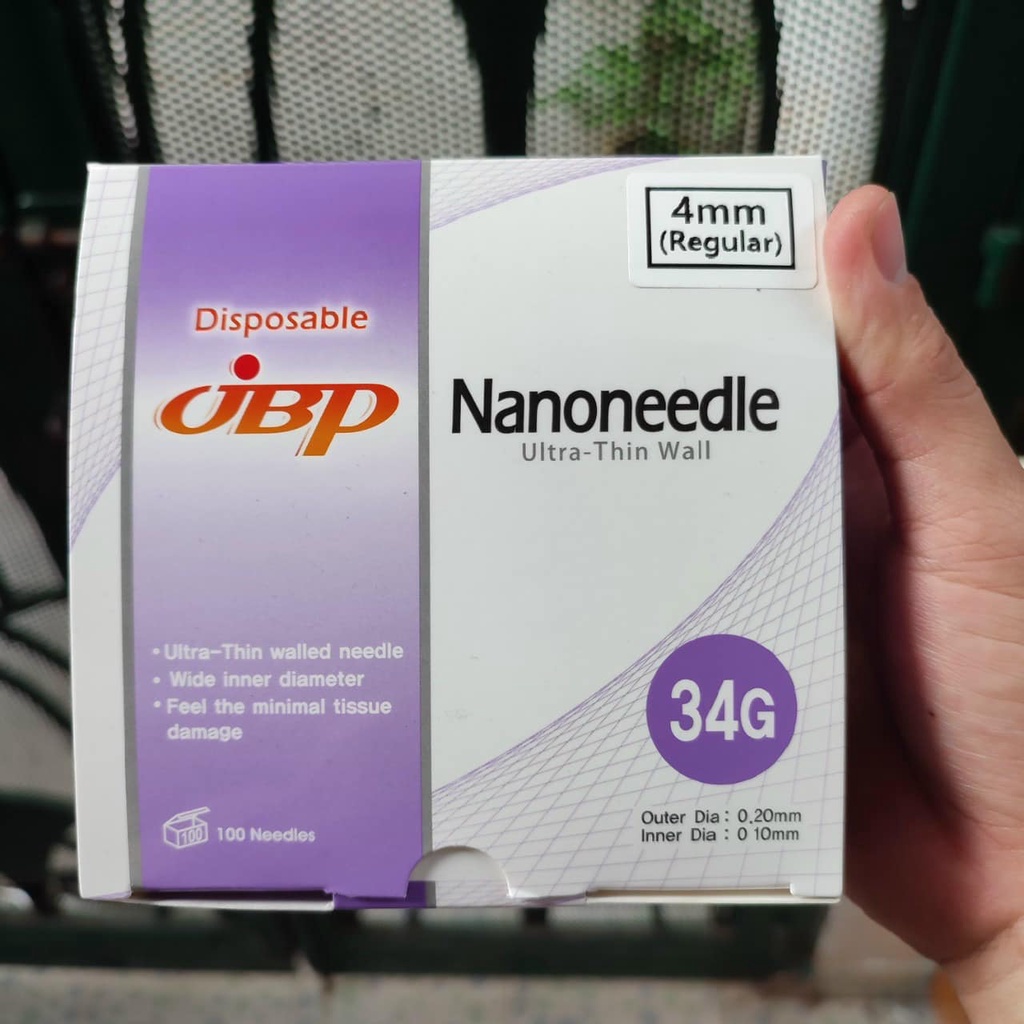 4mm
(Regular)
Disposable
JBP
Nanoneedle
Ultra-Thin Wall
• Ultra-Thin walled needle
• Wide inner diameter
• Feel the minimal tissue
damage
34G
100
100 Needles
Outer Dia : 0.20mm
Inner Dia : 0 10mm